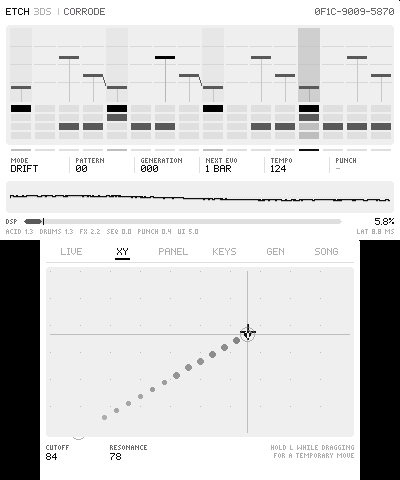 ETCH 3DS | CORRODE 0F1C-9009-5870
MODE PATTERN GENERATION NEXT EVO TEMPO PUNCH
DRIFT 00 000 1 BAR 124 -
DSP 5.8%
ACID 1.3 DRUMS 1.3 FX 2.2 SEQ 0.0 PUNCH 0.4 UI 5.0 LAT 8.8 MS
LIVE XY PANEL KEYS GEN SONG
CUTOFF RESONANCE HOLD L WHILE DRAGGING
84 78 FOR A TEMPORARY MOVE